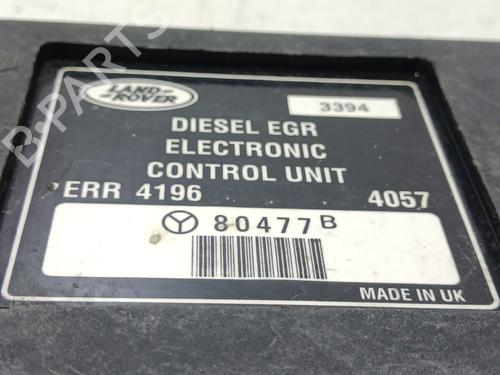 LAND-
ROVER
3394
DIESEL EGR
ELECTRONIC
CONTROL UNIT
ERR 4196
4057
80477B
MADE IN UK
B-PARTS